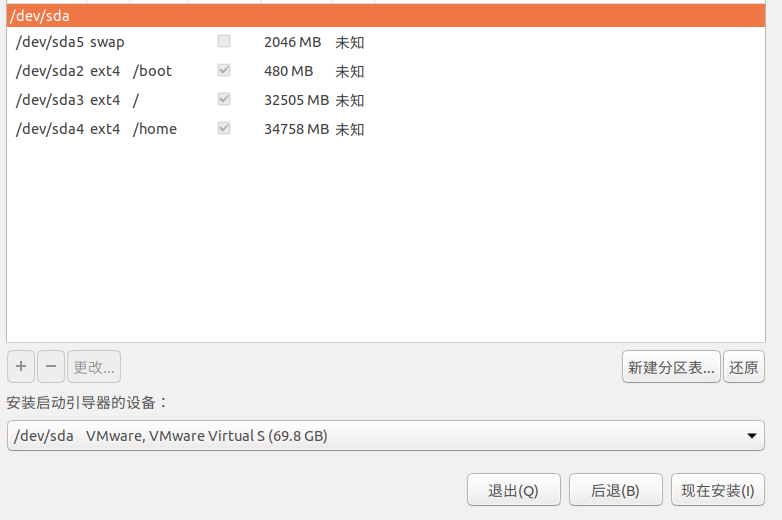 /dev/sda
/dev/sda5 swap 2046 MB 未知
/dev/sda2 ext4 /boot 480 MB 未知
/dev/sda3 ext4 / 32505 MB 未知
/dev/sda4 ext4 /home 34758 MB 未知
+ − 更改... 新建分区表... 还原
安装启动引导器的设备：
/dev/sda VMware, VMware Virtual S (69.8 GB)
退出(Q) 后退(B) 现在安装(I)